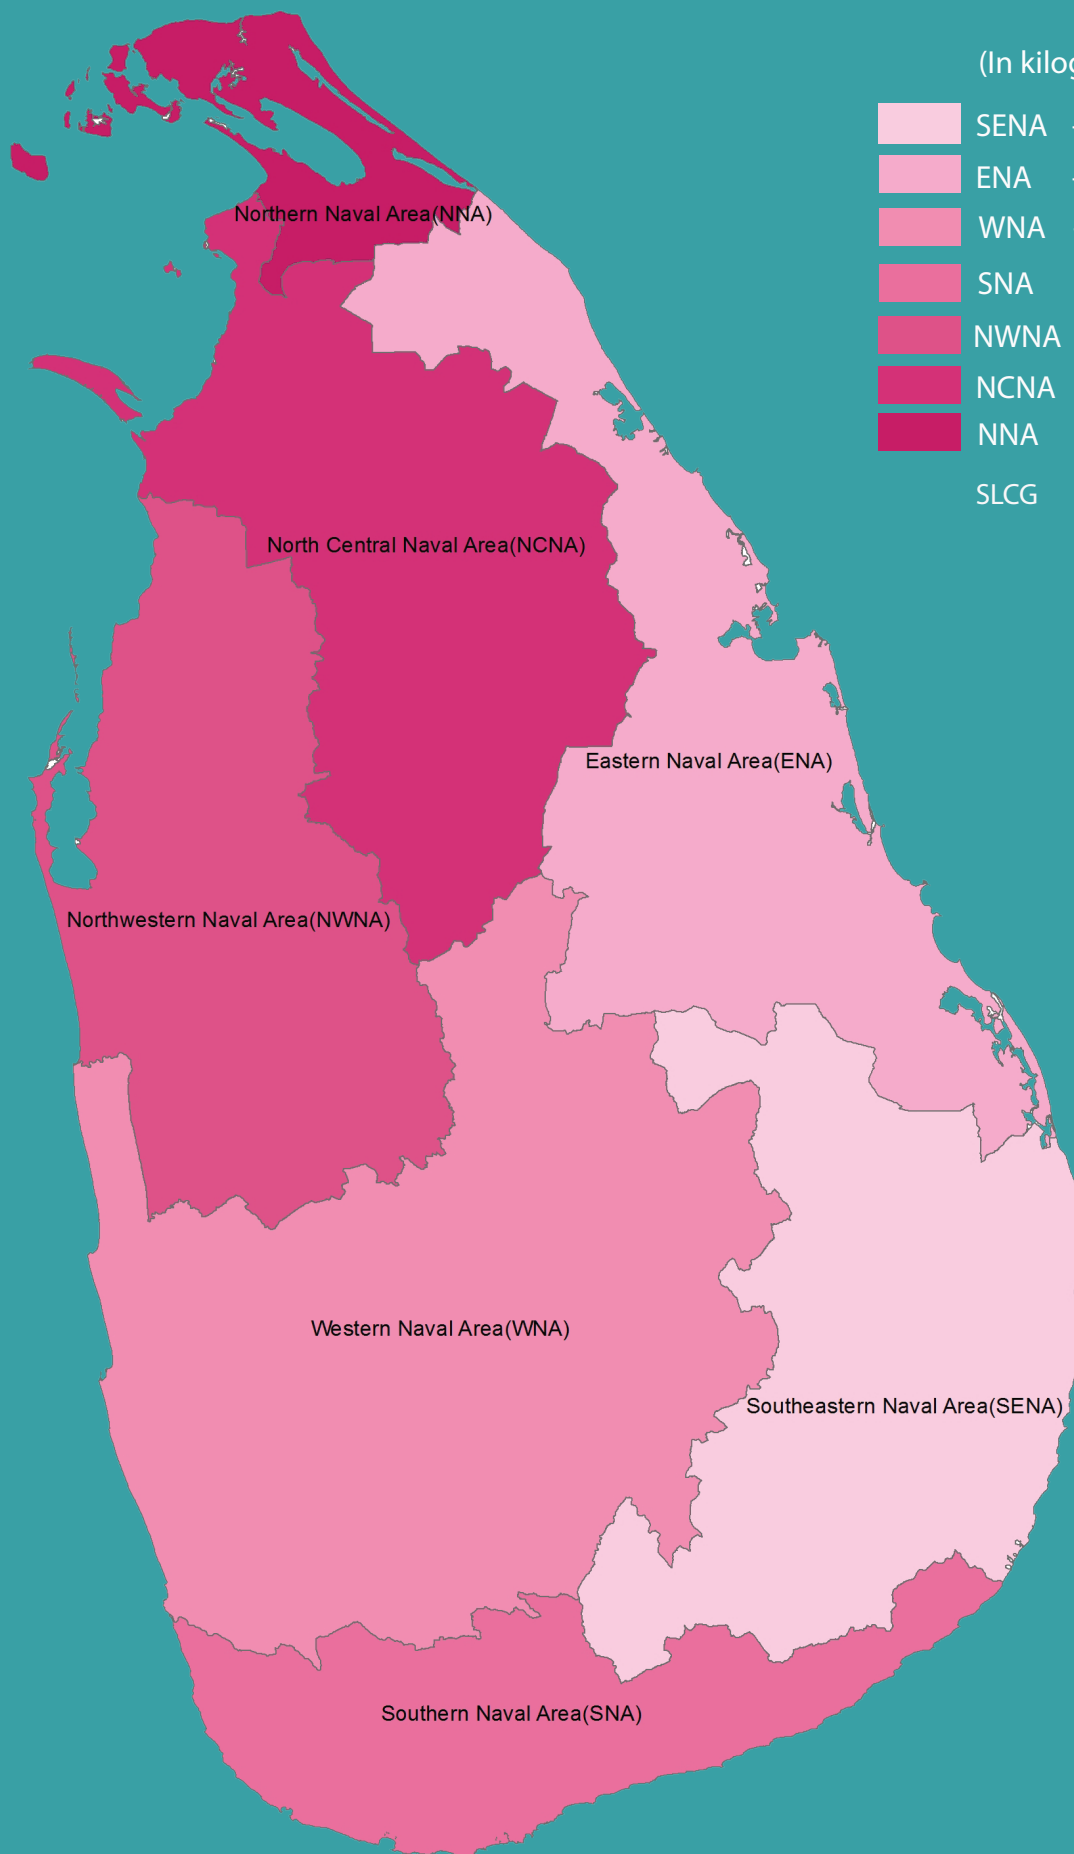 (In kilog
SENA
ENA
WNA
SNA
NWNA
NCNA
NNA
SLCG
Northern Naval Area(NNA)
North Central Naval Area(NCNA)
Eastern Naval Area(ENA)
Northwestern Naval Area(NWNA)
Western Naval Area(WNA)
Southeastern Naval Area(SENA)
Southern Naval Area(SNA)